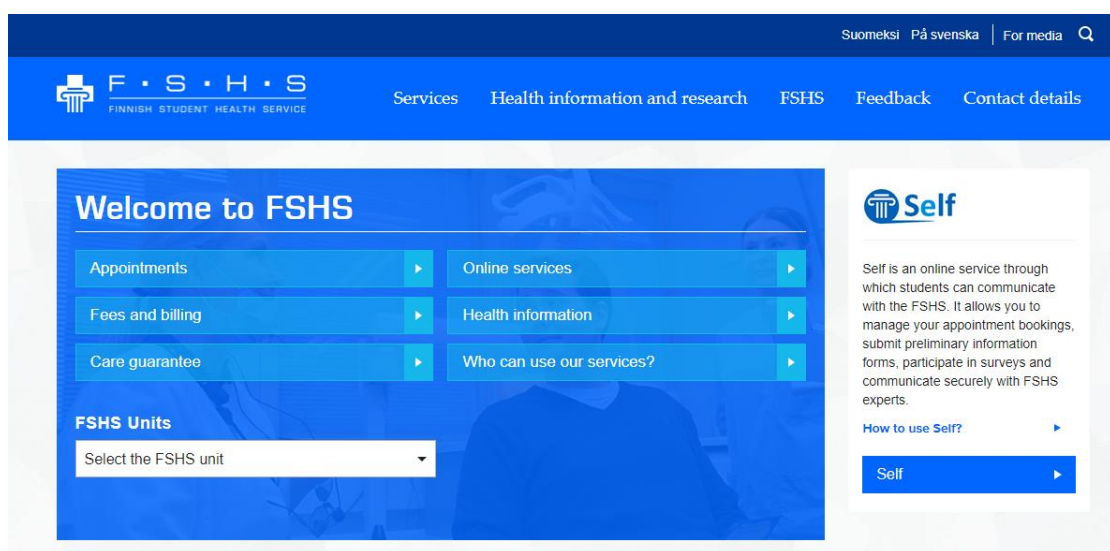 Suomeksi På svenska For media
F · S · H · S
FINNISH STUDENT HEALTH SERVICE
Services Health information and research FSHS Feedback Contact details
Welcome to FSHS
Appointments
Online services
Fees and billing
Health information
Care guarantee
Who can use our services?
FSHS Units
Select the FSHS unit
Self
Self is an online service through
which students can communicate
with the FSHS. It allows you to
manage your appointment bookings,
submit preliminary information
forms, participate in surveys and
communicate securely with FSHS
experts.
How to use Self?
Self